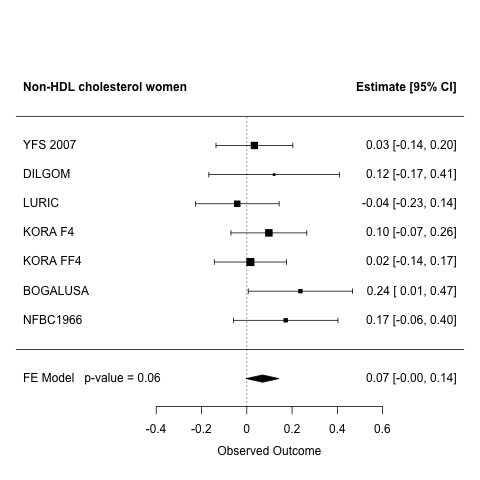 Non-HDL cholesterol women Estimate [95% CI]
YFS 2007 0.03 [-0.14, 0.20]
DILGOM 0.12 [-0.17, 0.41]
LURIC -0.04 [-0.23, 0.14]
KORA F4 0.10 [-0.07, 0.26]
KORA FF4 0.02 [-0.14, 0.17]
BOGALUSA 0.24 [ 0.01, 0.47]
NFBC1966 0.17 [-0.06, 0.40]
FE Model p-value = 0.06 0.07 [-0.00, 0.14]
-0.4 -0.2 0 0.2 0.4 0.6
Observed Outcome